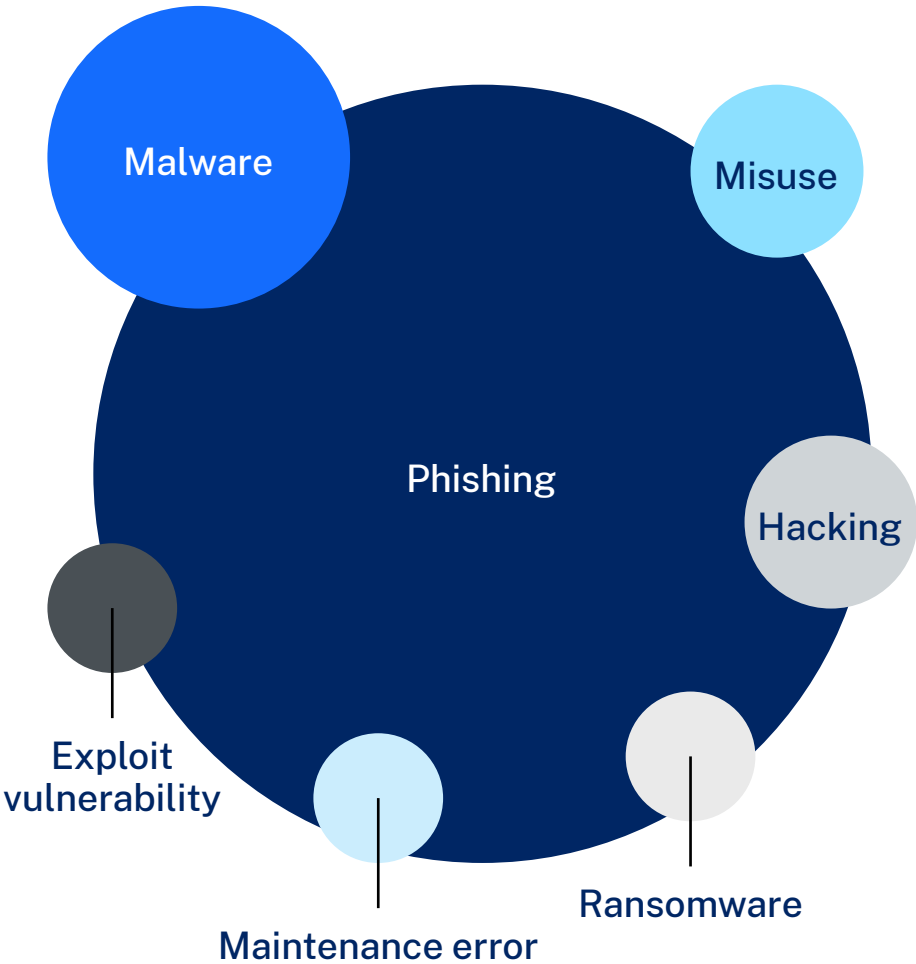 Malware
Misuse
Phishing
Hacking
Exploit
vulnerability
Ransomware
Maintenance error